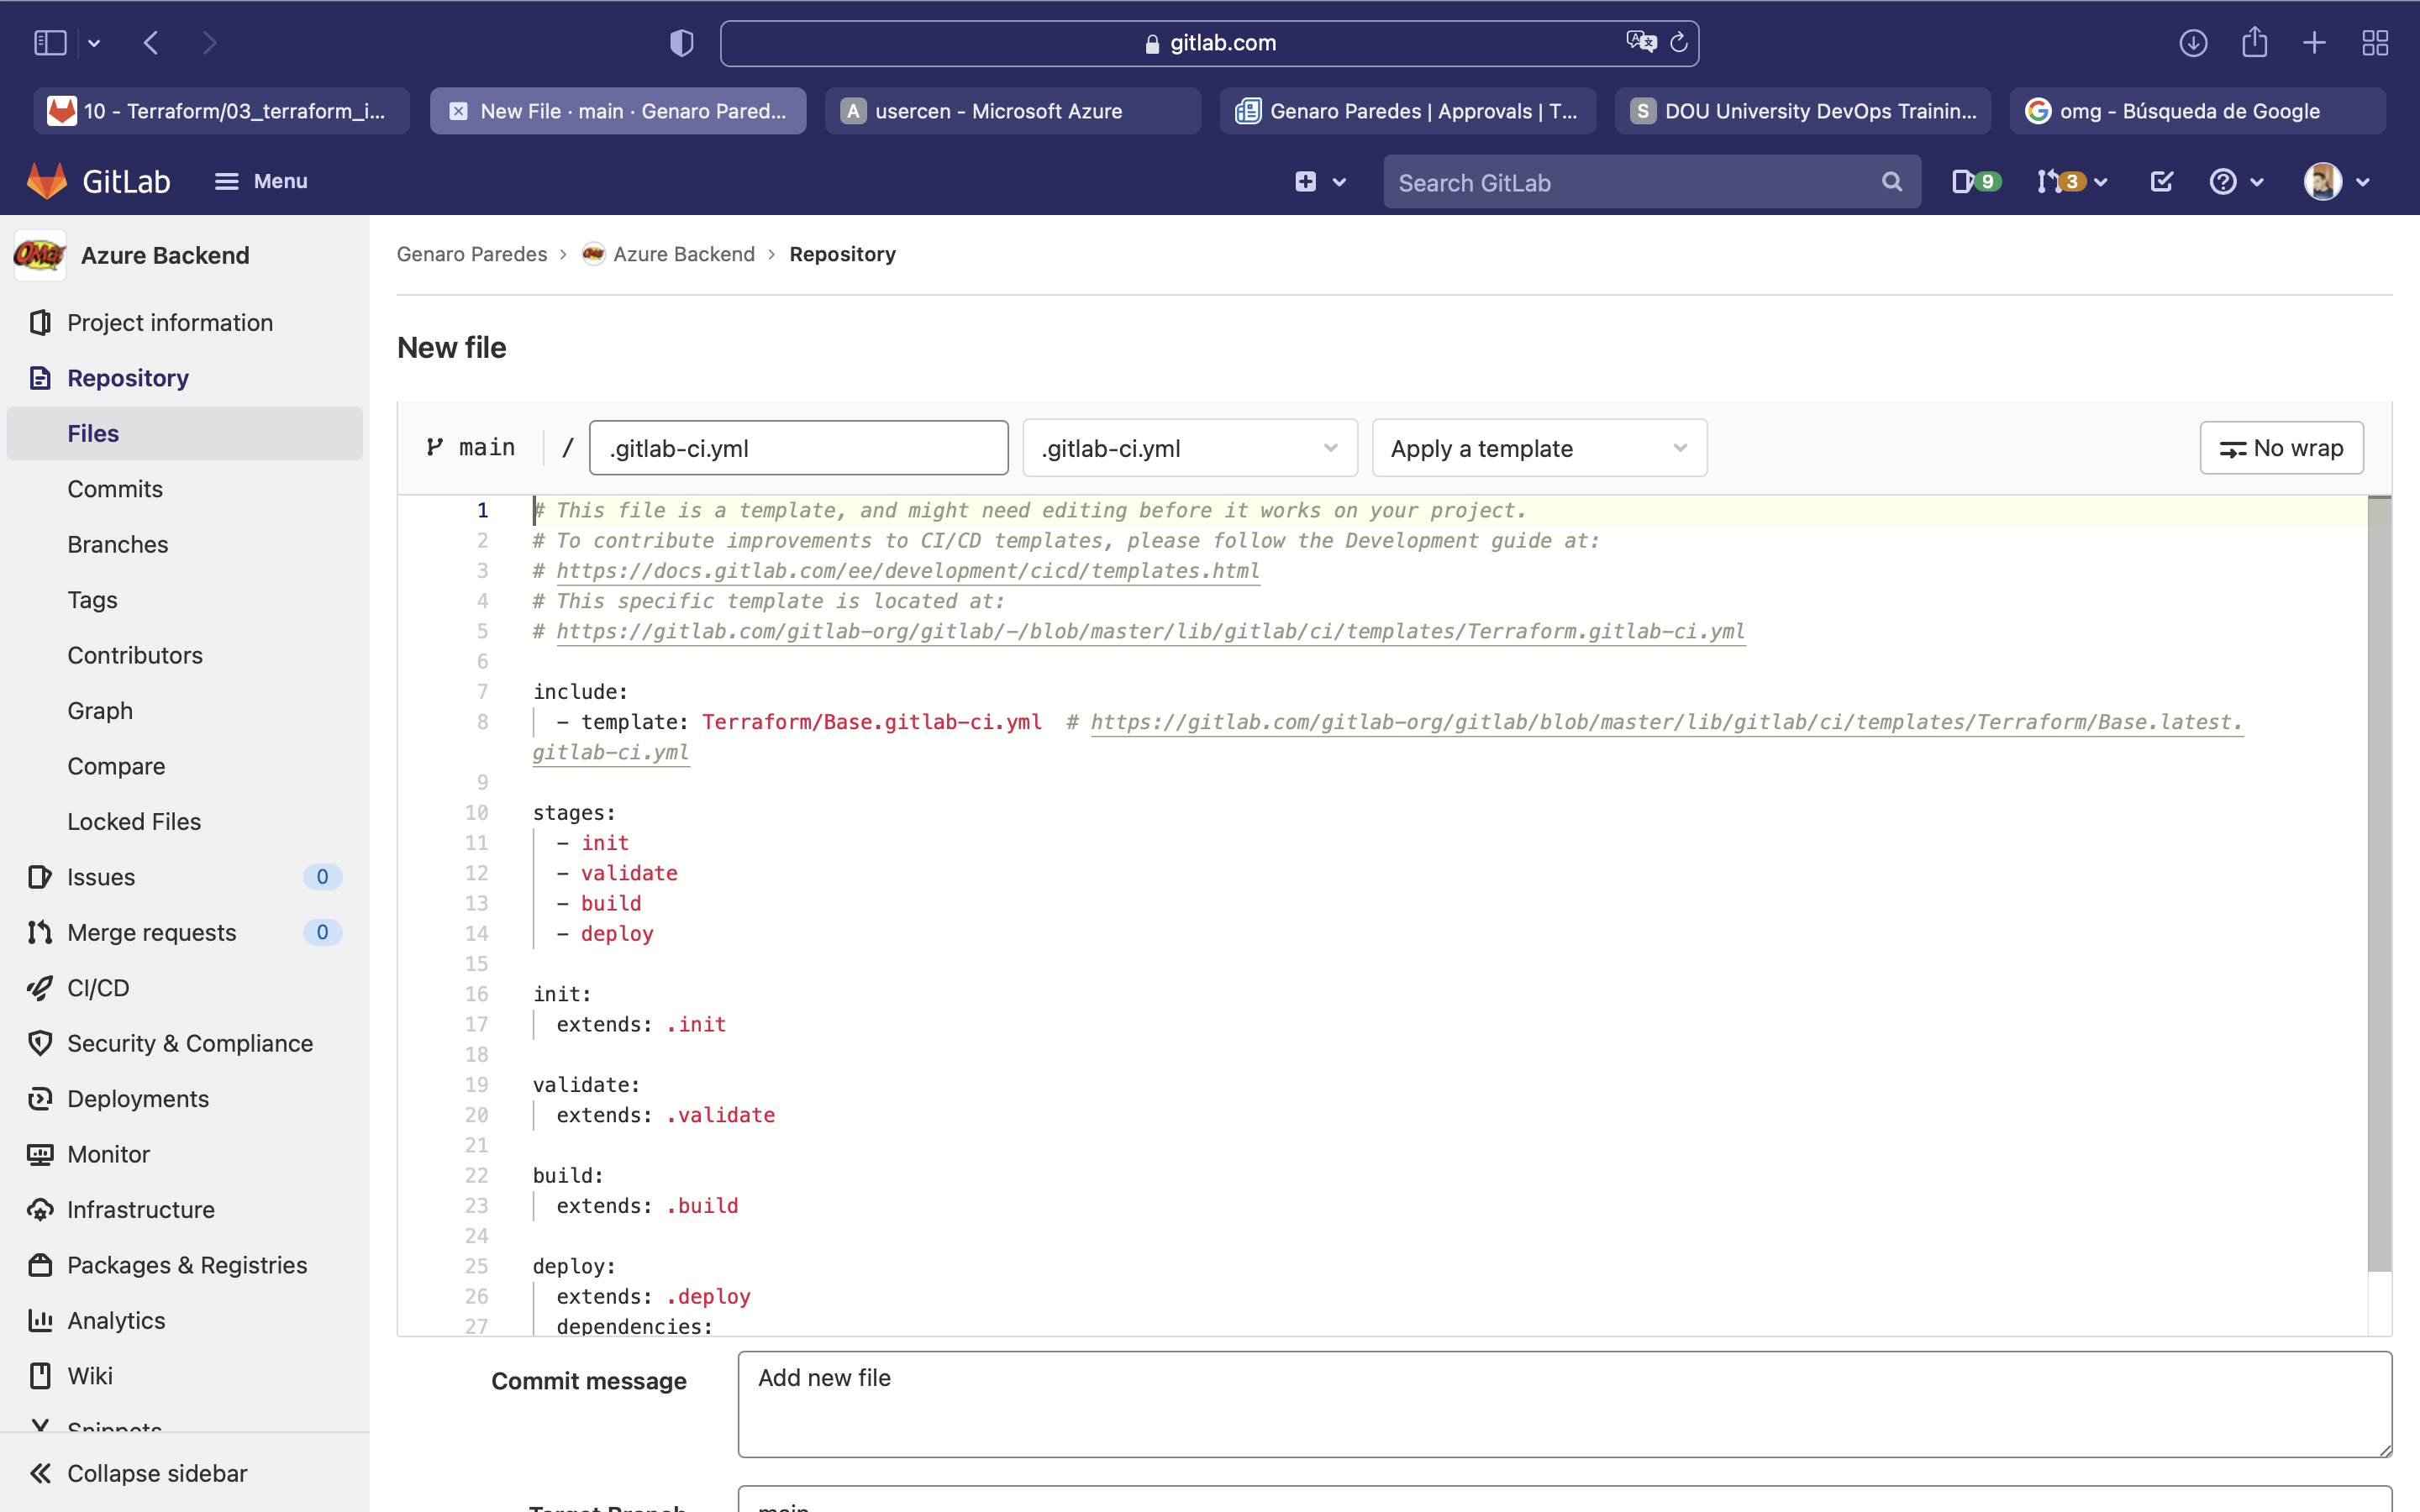 gitlab.com
10 - Terraform/03_terraform_i...
New File · main · Genaro Pared...
A usercen - Microsoft Azure
Genaro Paredes | Approvals | T...
S DOU University DevOps Trainin...
omg - Búsqueda de Google
GitLab
Menu
Search GitLab
9
3
OMG!
Azure Backend
Project information
Repository
Files
Commits
Branches
Tags
Contributors
Graph
Compare
Locked Files
Issues 0
Merge requests 0
CI/CD
Security & Compliance
Deployments
Monitor
Infrastructure
Packages & Registries
Analytics
Wiki
Snippets
Collapse sidebar
Genaro Paredes > Azure Backend > Repository
New file
main / .gitlab-ci.yml .gitlab-ci.yml Apply a template No wrap
1 # This file is a template, and might need editing before it works on your project.
2 # To contribute improvements to CI/CD templates, please follow the Development guide at:
3 # https://docs.gitlab.com/ee/development/cicd/templates.html
4 # This specific template is located at:
5 # https://gitlab.com/gitlab-org/gitlab/-/blob/master/lib/gitlab/ci/templates/Terraform.gitlab-ci.yml
6
7 include:
8 - template: Terraform/Base.gitlab-ci.yml # https://gitlab.com/gitlab-org/gitlab/blob/master/lib/gitlab/ci/templates/Terraform/Base.latest.
gitlab-ci.yml
9
10 stages:
11 - init
12 - validate
13 - build
14 - deploy
15
16 init:
17 extends: .init
18
19 validate:
20 extends: .validate
21
22 build:
23 extends: .build
24
25 deploy:
26 extends: .deploy
27 dependencies:
Commit message
Add new file
Target Branch
main